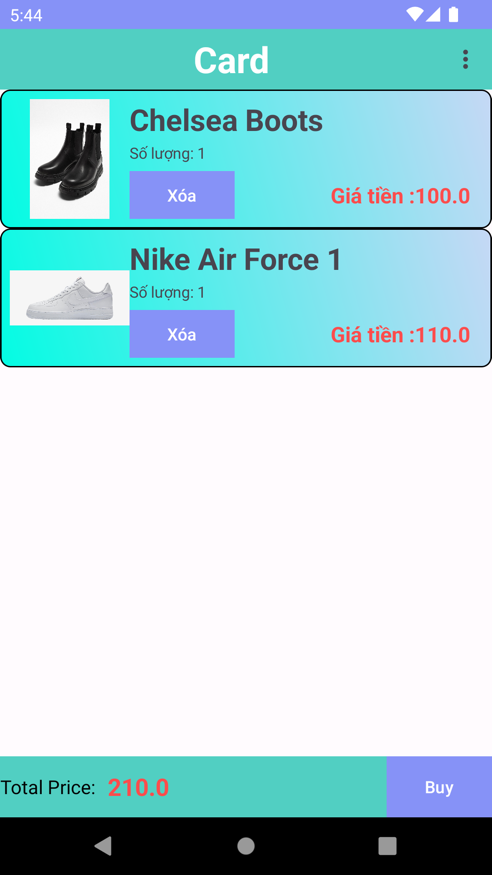 5:44
Card
Chelsea Boots
Số lượng: 1
Xóa
Giá tiền :100.0
Nike Air Force 1
Số lượng: 1
Xóa
Giá tiền :110.0
Total Price: 210.0
Buy